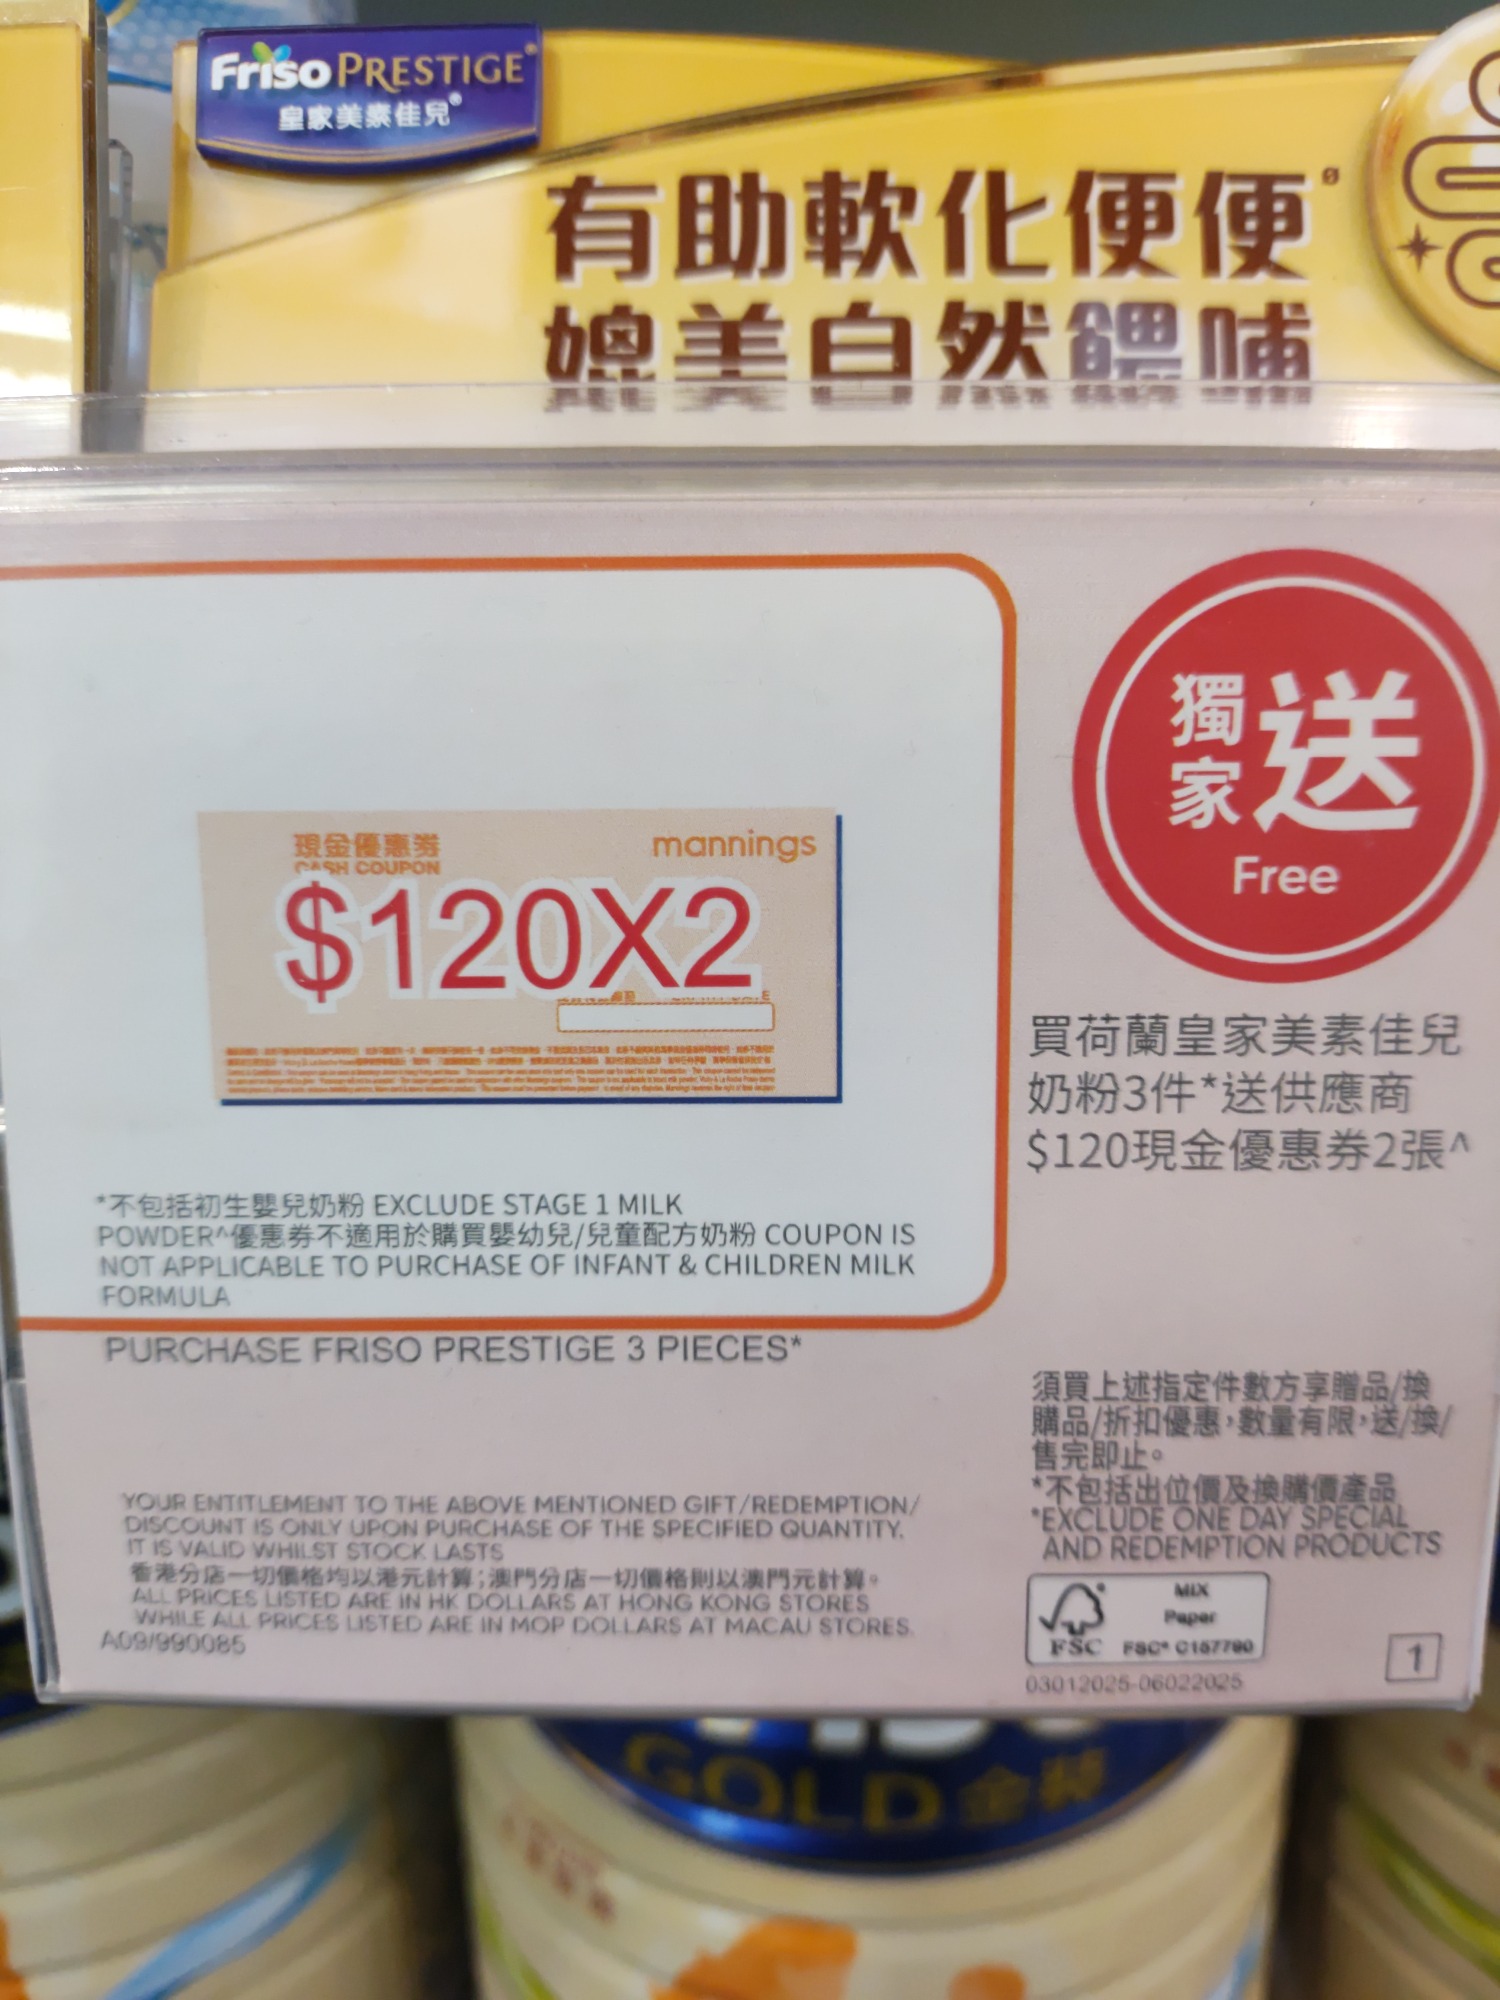 Friso PRESTIGE®
皇家美素佳兒®
有助軟化便便ø
媲美自然餵哺
獨家送
Free
現金優惠券
mannings
CASH COUPON
$120X2
買荷蘭皇家美素佳兒
奶粉3件*送供應商
$120現金優惠券2張^
*不包括初生嬰兒奶粉 EXCLUDE STAGE 1 MILK
POWDER^優惠券不適用於購買嬰幼兒/兒童配方奶粉 COUPON IS
NOT APPLICABLE TO PURCHASE OF INFANT & CHILDREN MILK
FORMULA
PURCHASE FRISO PRESTIGE 3 PIECES*
須買上述指定件數方享贈品/換
購品/折扣優惠,數量有限,送/換/
售完即止。
*不包括出位價及換購價產品
*EXCLUDE ONE DAY SPECIAL
AND REDEMPTION PRODUCTS
YOUR ENTITLEMENT TO THE ABOVE MENTIONED GIFT/REDEMPTION/
DISCOUNT IS ONLY UPON PURCHASE OF THE SPECIFIED QUANTITY.
IT IS VALID WHILST STOCK LASTS
香港分店一切價格均以港元計算;澳門分店一切價格則以澳門元計算。
ALL PRICES LISTED ARE IN HK DOLLARS AT HONG KONG STORES
WHILE ALL PRICES LISTED ARE IN MOP DOLLARS AT MACAU STORES.
A09/990085
MIX
Paper
FSC FSC® C157790
03012025-06022025
1
GOLD 金裝